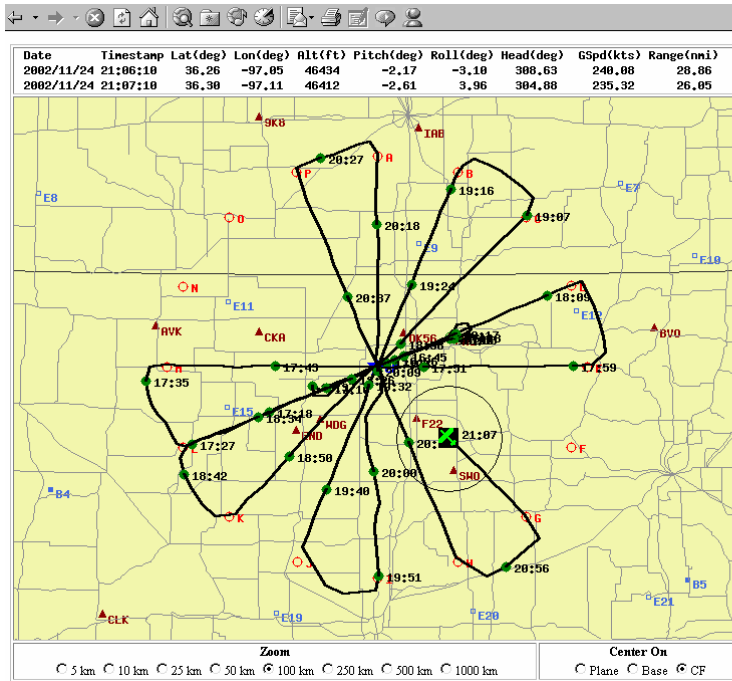 Date Timestamp Lat(deg) Lon(deg) Alt(ft) Pitch(deg) Roll(deg) Head(deg) GSpd(kts) Range(nmi)
2002/11/24 21:06:10 36.26 -97.05 46434 -2.17 -3.10 308.63 240.08 28.86
2002/11/24 21:07:10 36.30 -97.11 46412 -2.61 3.96 304.88 235.32 26.05
9K8
IAB
20:27 A
P B
E7
E8
19:16
O 19:07
20:18
E9
E10
N 19:24
20:37 18:09
E11 E12
AVK CKA DK56 BVO
16:45
M 17:43 17:31 17:59
17:35 20:09
E15 17:18
18:34 WDG F22 21:07
END
17:27 F
L
18:42 18:50 SWO
B4 19:40 20:00
K G
J 20:56
19:51 B5
E21
CLK E19 E20
Zoom Center On
5 km 10 km 25 km 50 km 100 km 250 km 500 km 1000 km Plane Base CF